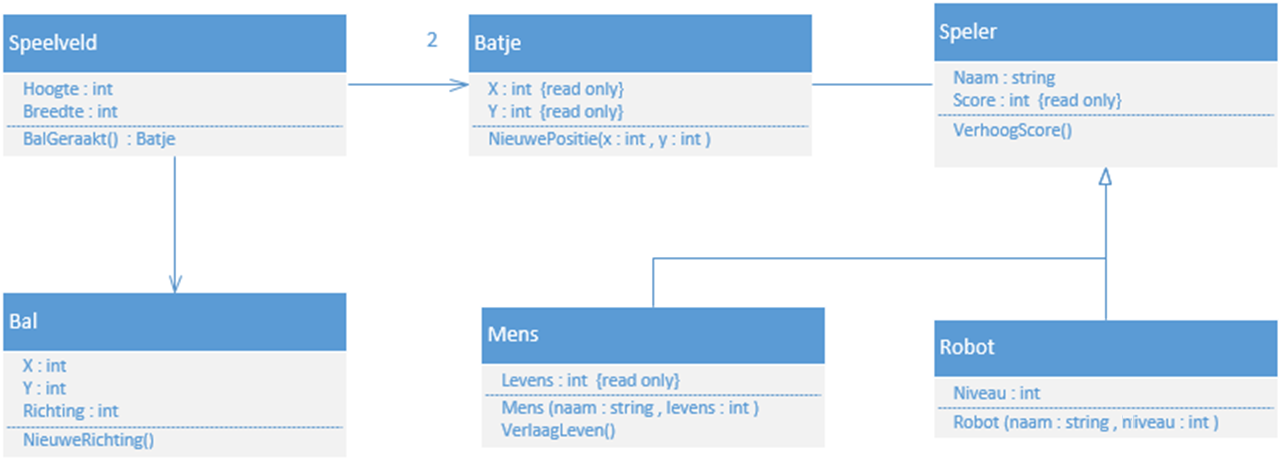 Speelveld
Hoogte : int
Breedte : int
BalGeraakt() : Batje
2
Batje
X : int {read only}
Y : int {read only}
NieuwePositie(x : int , y : int )
Speler
Naam : string
Score : int {read only}
VerhoogScore()
Bal
X : int
Y : int
Richting : int
NieuweRichting()
Mens
Levens : int {read only}
Mens (naam : string , levens : int )
VerlaagLeven()
Robot
Niveau : int
Robot (naam : string , niveau : int )